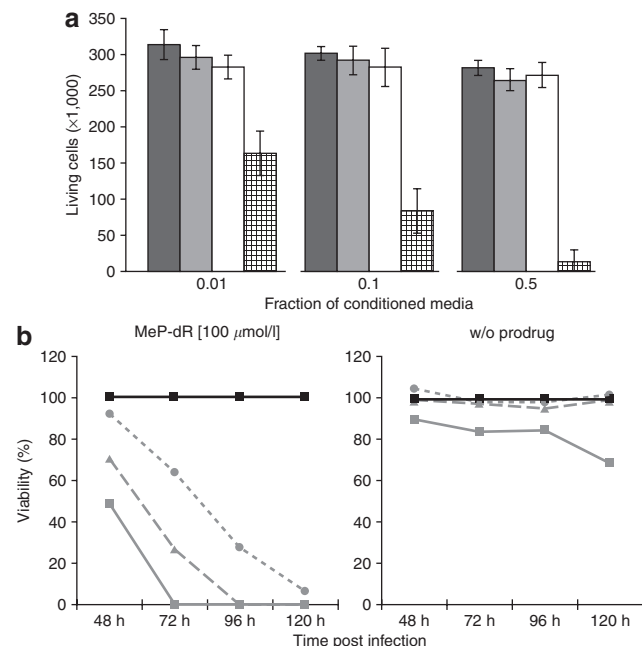 a
350
300
250
200
150
100
50
0
Living cells (×1,000)
0.01 0.1 0.5
Fraction of conditioned media
b
MeP-dR [100 μmol/l] w/o prodrug
120 120
100 100
80 80
60 60
40 40
20 20
0 0
Viability (%)
48 h 72 h 96 h 120 h 48 h 72 h 96 h 120 h
Time post infection